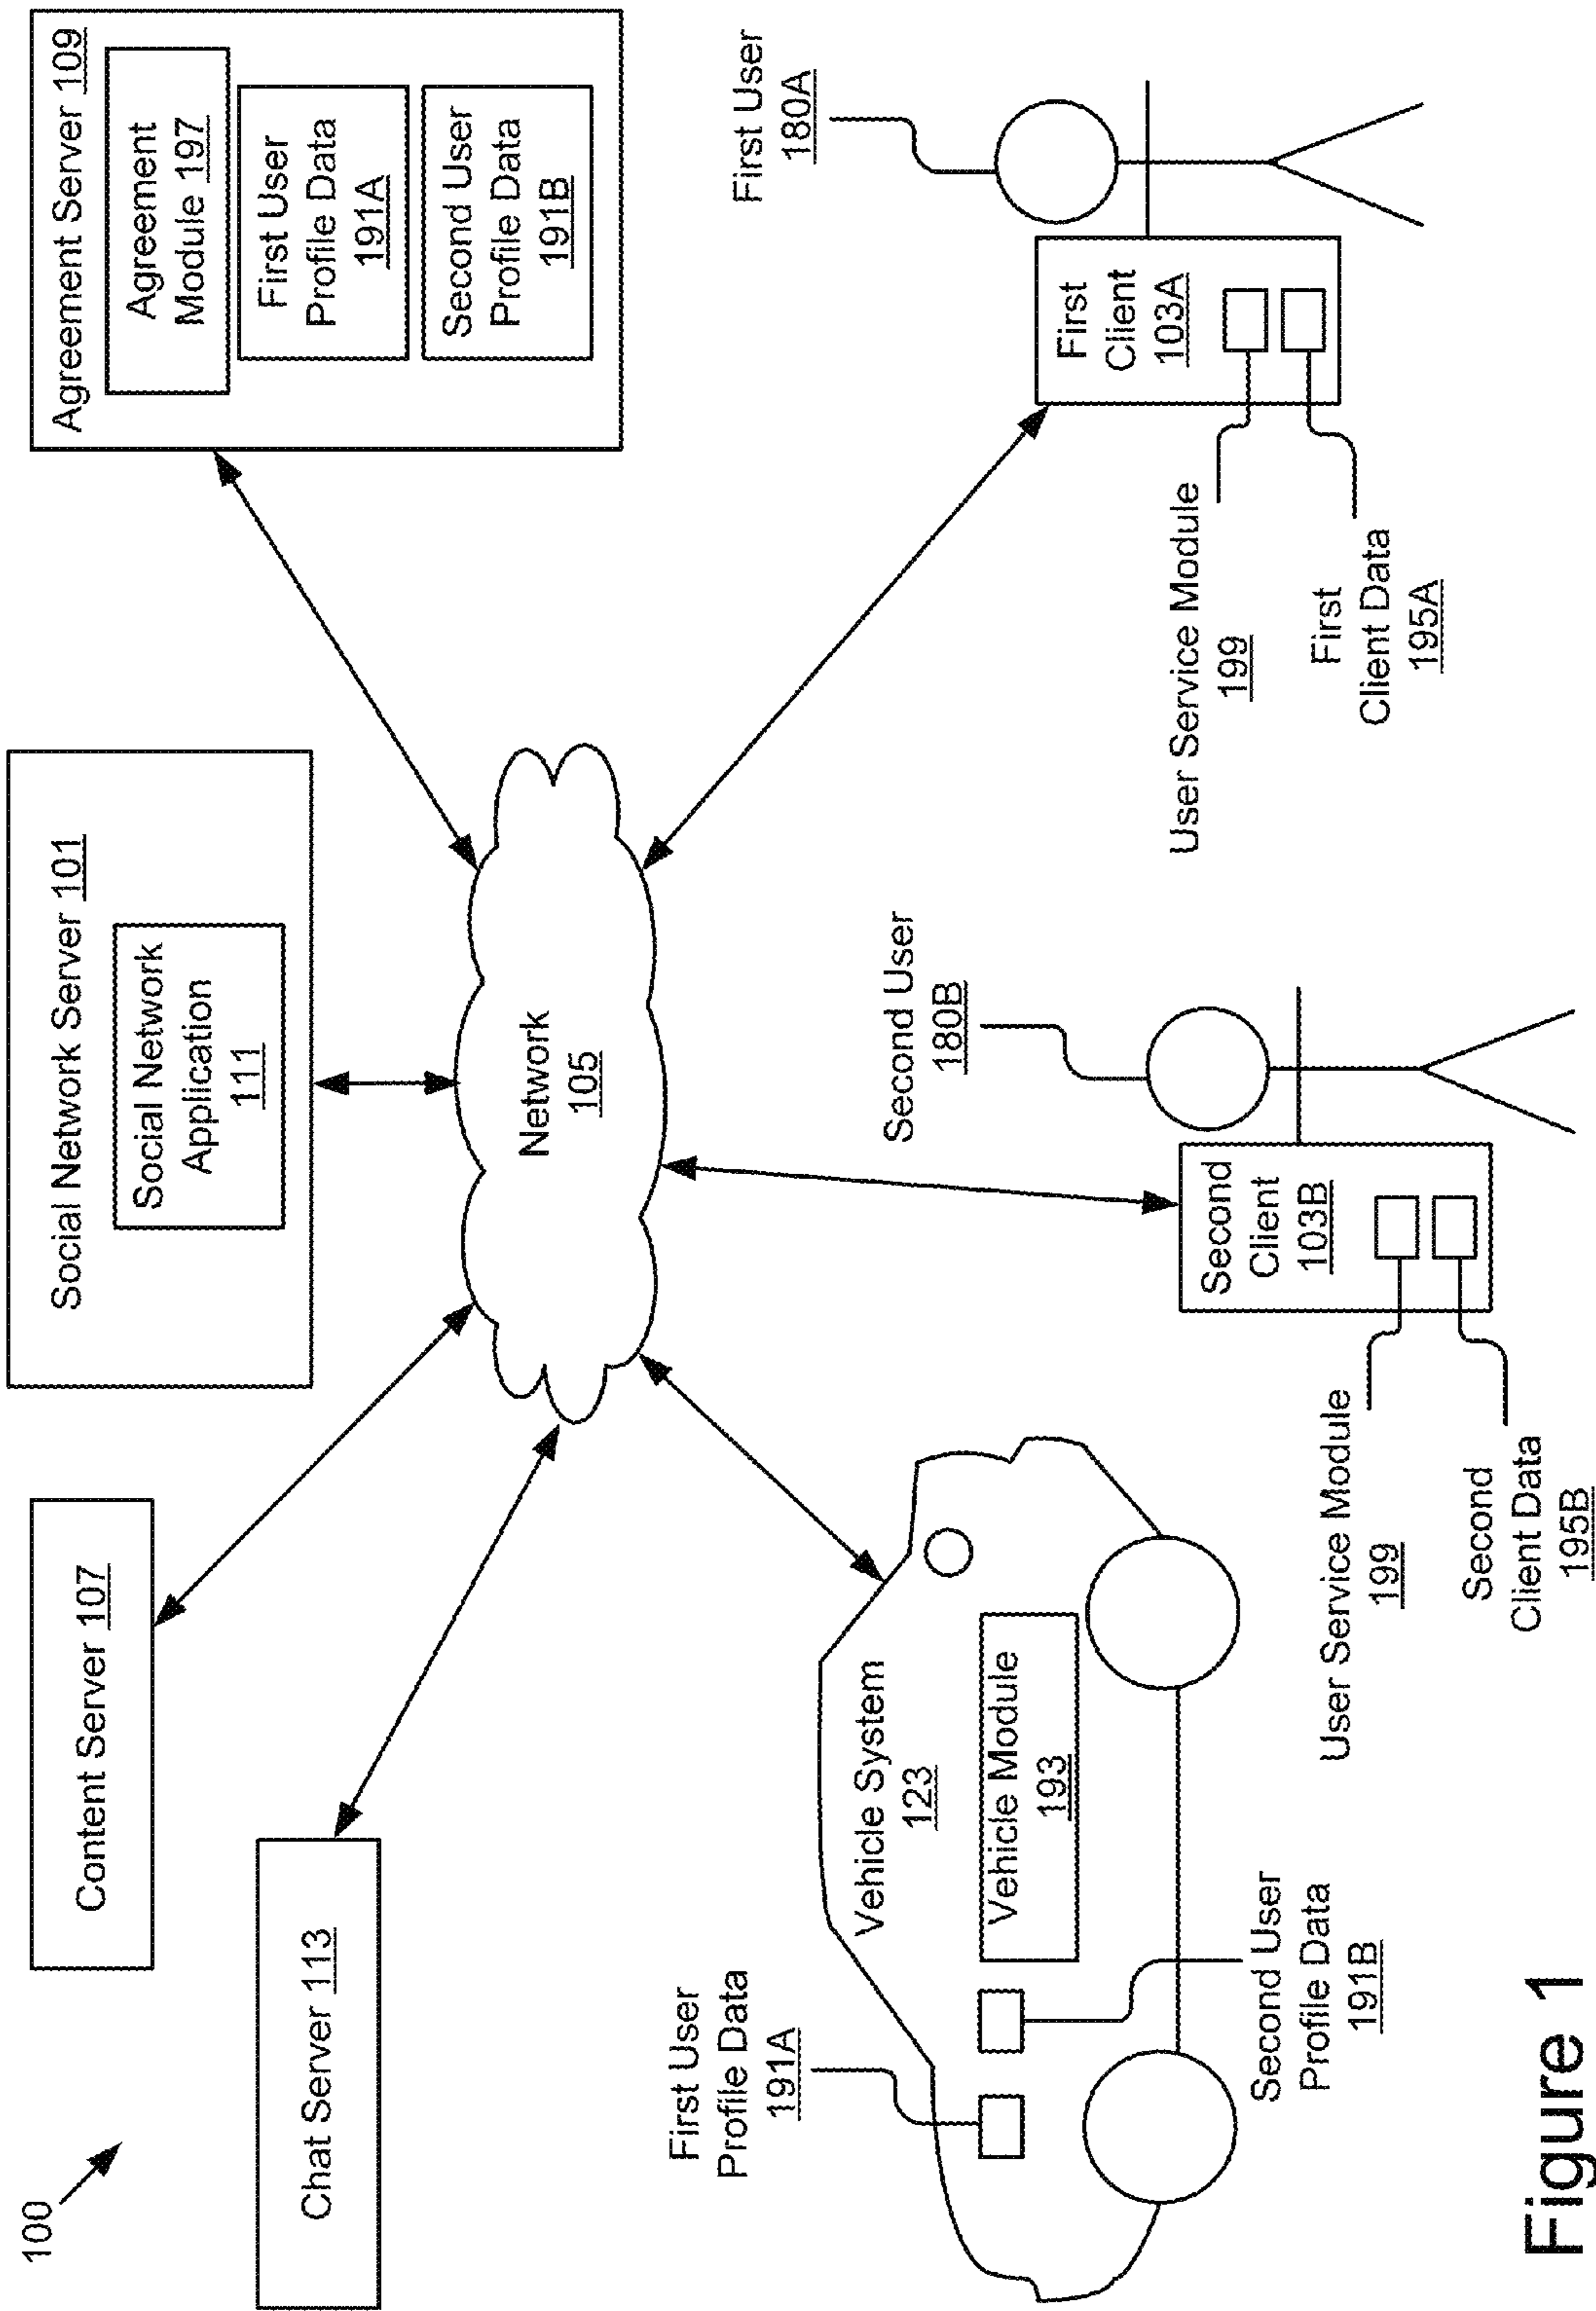 100
Content Server 107
Chat Server 113
Social Network Server 101
Social Network
Application
111
Agreement Server 109
Agreement
Module 197
First User
Profile Data
191A
Second User
Profile Data
191B
Network
105
First User
Profile Data
191A
Vehicle System
123
Vehicle Module
193
Second User
Profile Data
191B
Second User
180B
Second
Client
103B
User Service Module
199
Second
Client Data
195B
First User
180A
First
Client
103A
User Service Module
199
First
Client Data
195A
Figure 1